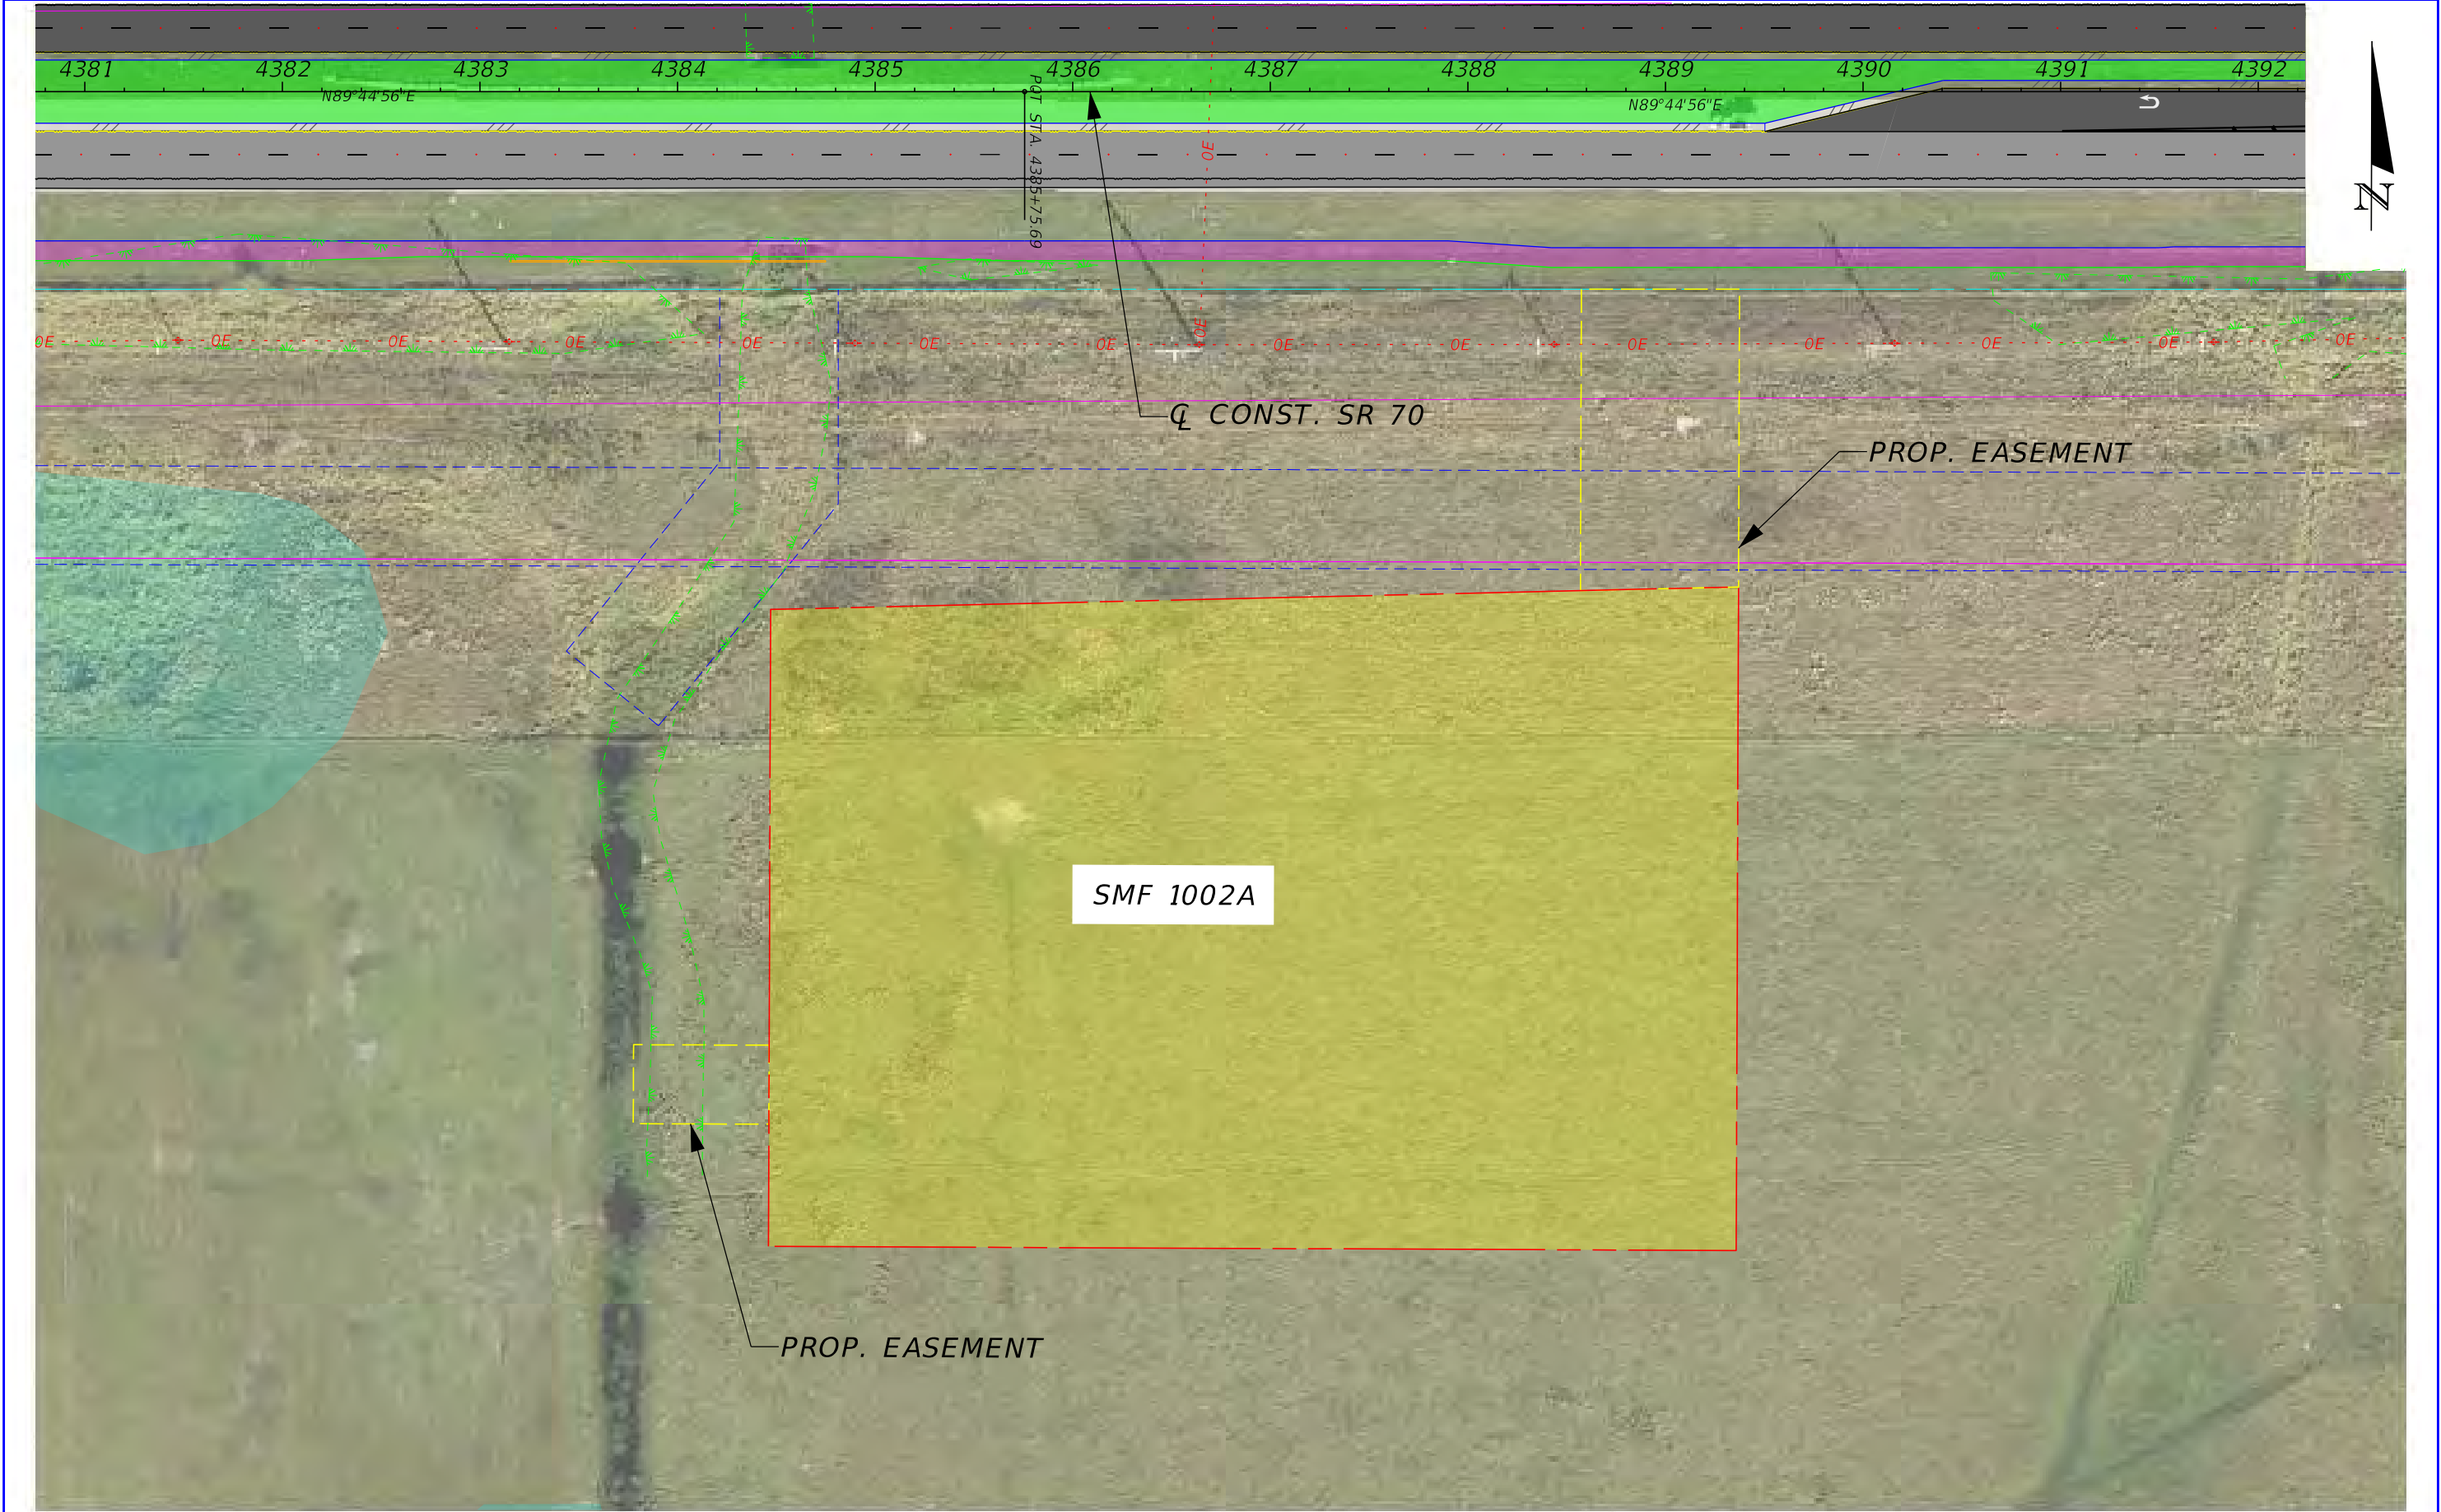 4381 4382 4383 4384 4385 4386 4387 4388 4389 4390 4391 4392
N89°44'56"E
N89°44'56"E
POT STA. 4385+75.69
OE
N
OE
OE OE OE OE OE OE OE OE OE OE OE OE OE OE
℄ CONST. SR 70
PROP. EASEMENT
SMF 1002A
PROP. EASEMENT